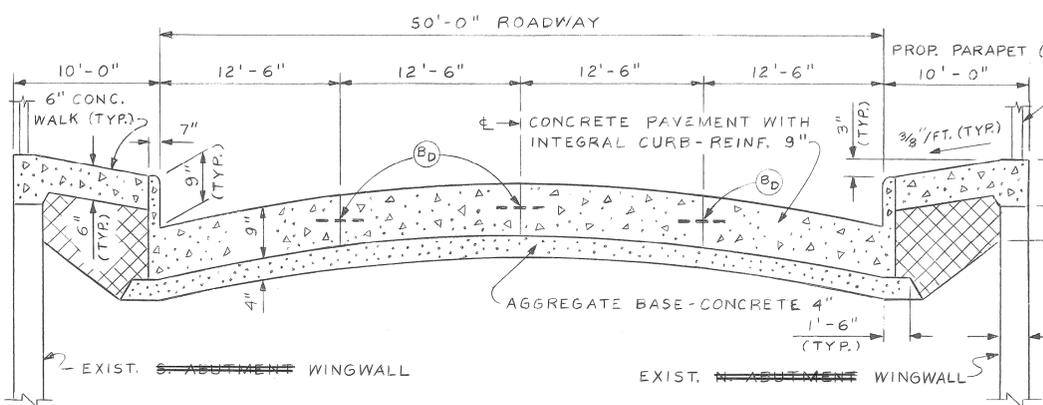 50'-0" ROADWAY
PROP. PARAPET (
10'-0"
12'-6"
12'-6"
12'-6"
12'-6"
10'-0"
6" CONC.
WALK (TYP.)
7"
9"
(TYP.)
℄
CONCRETE PAVEMENT WITH
INTEGRAL CURB-REINF. 9"
3"
(TYP.)
3/8"/FT. (TYP.)
BD
BD
6"
(TYP.)
9"
4"
AGGREGATE BASE-CONCRETE 4"
1'-6"
(TYP.)
EXIST. S. ABUTMENT WINGWALL
EXIST. N. ABUTMENT WINGWALL